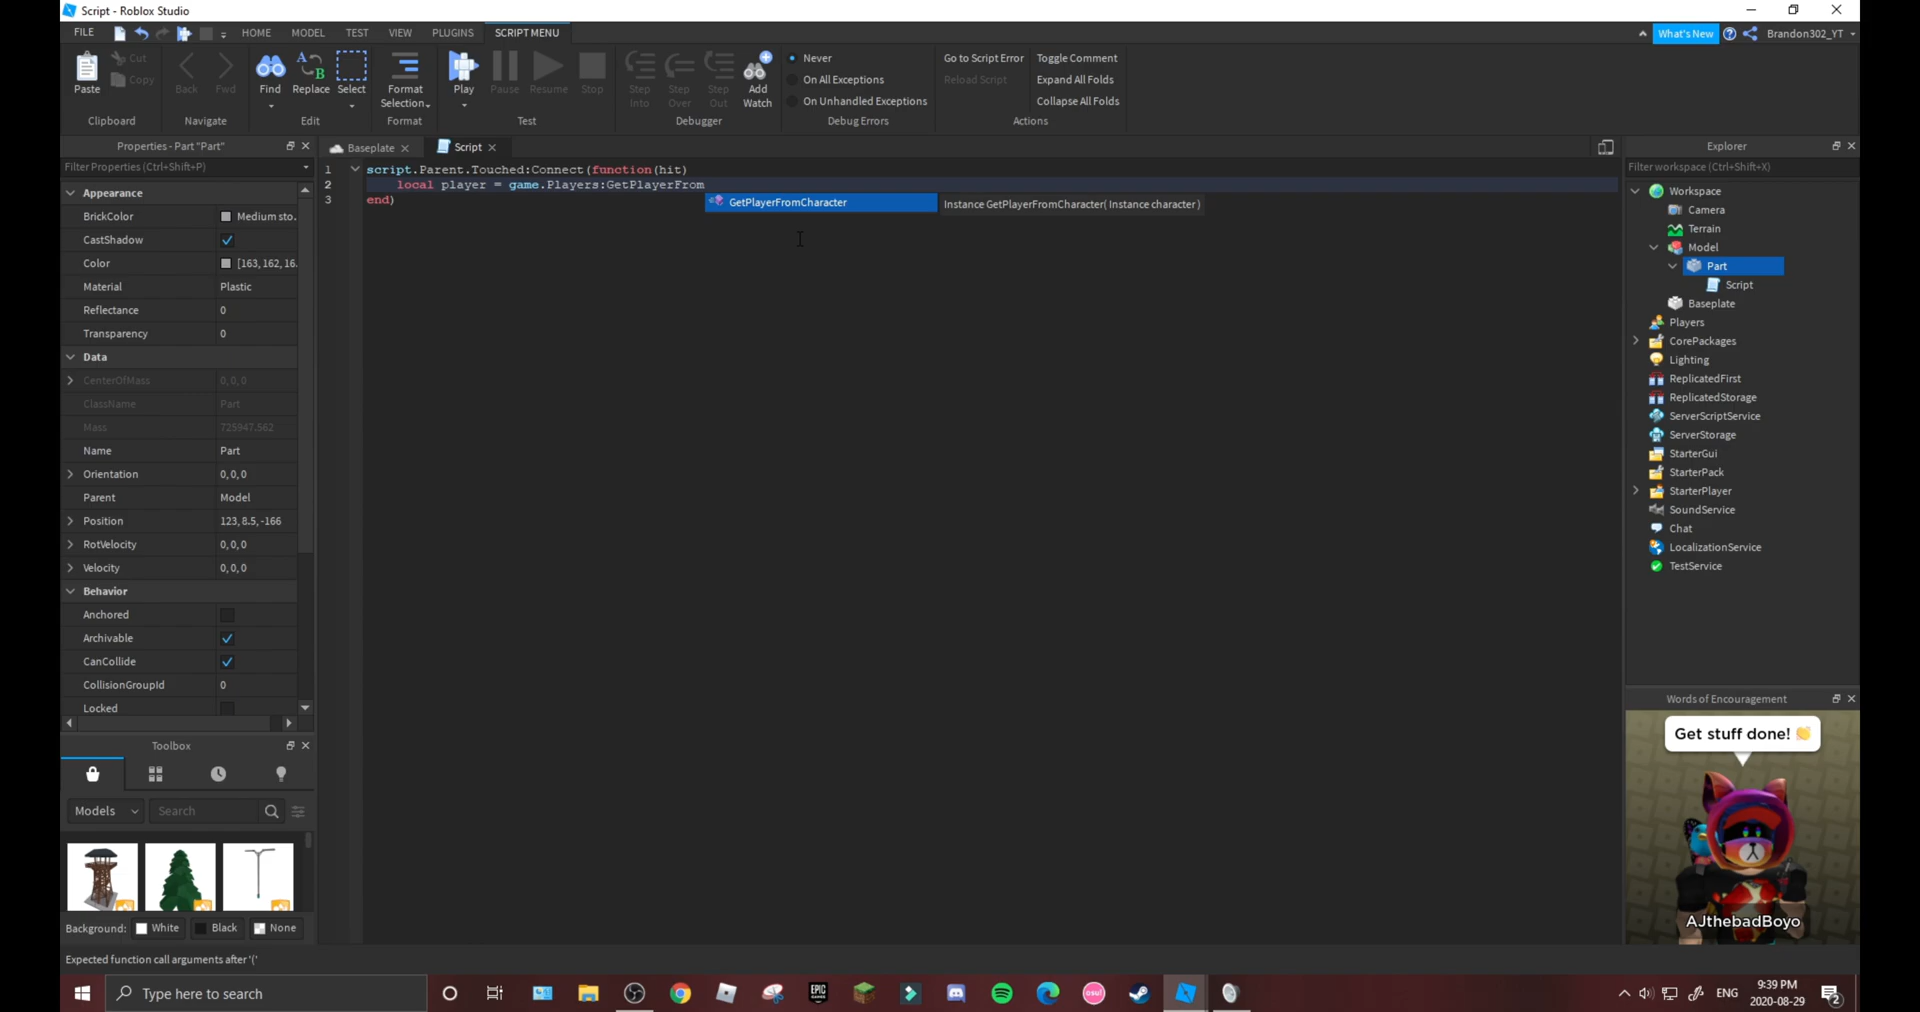 Script - Roblox Studio
FILE HOME MODEL TEST VIEW PLUGINS SCRIPT MENU What's New Brandon302_YT
Paste Cut Copy Back Fwd Find Replace Select Format Selection Play Pause Resume Stop Step Into Step Over Step Out Add Watch
Never
On All Exceptions
On Unhandled Exceptions
Go to Script Error
Reload Script
Toggle Comment
Expand All Folds
Collapse All Folds
Clipboard Navigate Edit Format Test Debugger Debug Errors Actions
Properties - Part "Part"
Filter Properties (Ctrl+Shift+P)
Appearance
BrickColor Medium sto.
CastShadow
Color [163, 162, 16.
Material Plastic
Reflectance 0
Transparency 0
Data
CenterOfMass 0, 0, 0
ClassName Part
Mass 725947.562
Name Part
Orientation 0, 0, 0
Parent Model
Position 123, 8.5, -166
RotVelocity 0, 0, 0
Velocity 0, 0, 0
Behavior
Anchored
Archivable
CanCollide
CollisionGroupId 0
Locked
Toolbox
Models Search
Background: White Black None
Baseplate Script
1 script.Parent.Touched:Connect(function(hit)
2 local player = game.Players:GetPlayerFrom
3 end)
GetPlayerFromCharacter Instance GetPlayerFromCharacter( Instance character )
Explorer
Filter workspace (Ctrl+Shift+X)
Workspace
Camera
Terrain
Model
Part
Script
Baseplate
Players
CorePackages
Lighting
ReplicatedFirst
ReplicatedStorage
ServerScriptService
ServerStorage
StarterGui
StarterPack
StarterPlayer
SoundService
Chat
LocalizationService
TestService
Words of Encouragement
Get stuff done! 👏
AJthebadBoyo
Expected function call arguments after '('
Type here to search
EPIC GAMES
osu!
ENG
9:39 PM
2020-08-29
2